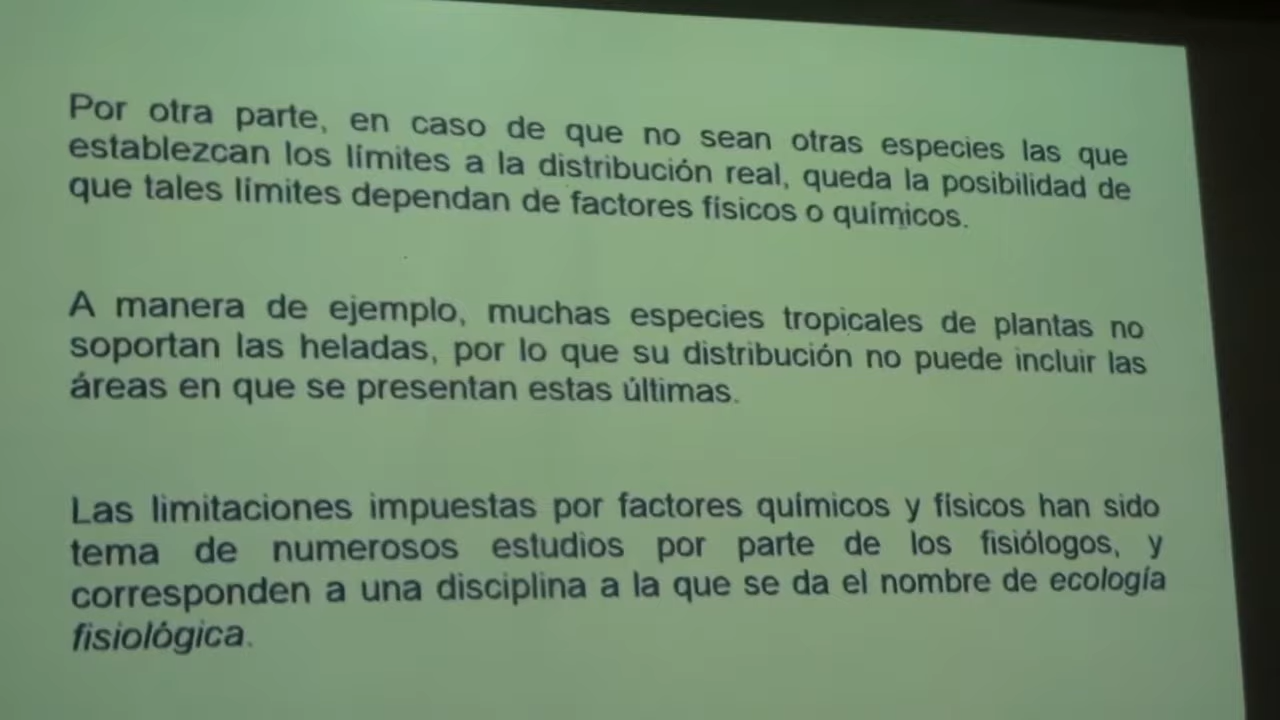 Por otra parte, en caso de que no sean otras especies las que
establezcan los límites a la distribución real, queda la posibilidad de
que tales límites dependan de factores físicos o químicos.
A manera de ejemplo, muchas especies tropicales de plantas no
soportan las heladas, por lo que su distribución no puede incluir las
áreas en que se presentan estas últimas.
Las limitaciones impuestas por factores químicos y físicos han sido
tema de numerosos estudios por parte de los fisiólogos, y
corresponden a una disciplina a la que se da el nombre de ecología
fisiológica.